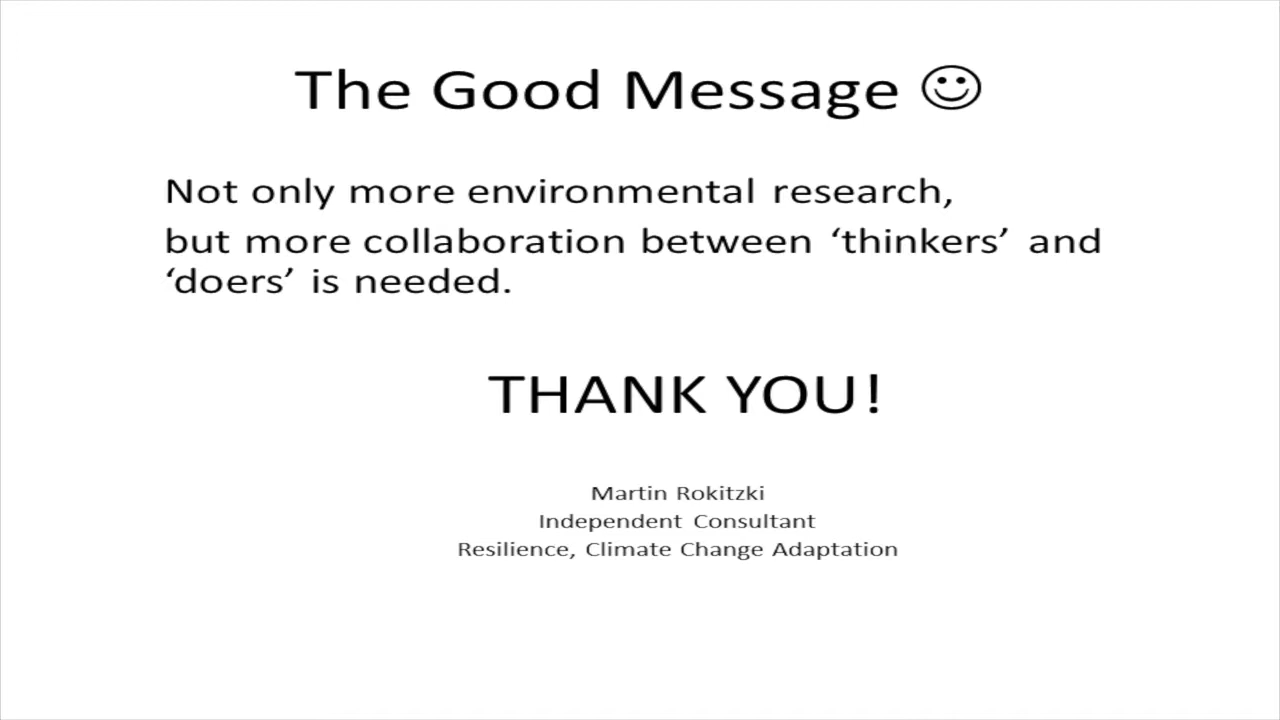 The Good Message ☺
Not only more environmental research,
but more collaboration between ‘thinkers’ and
‘doers’ is needed.
THANK YOU!
Martin Rokitzki
Independent Consultant
Resilience, Climate Change Adaptation